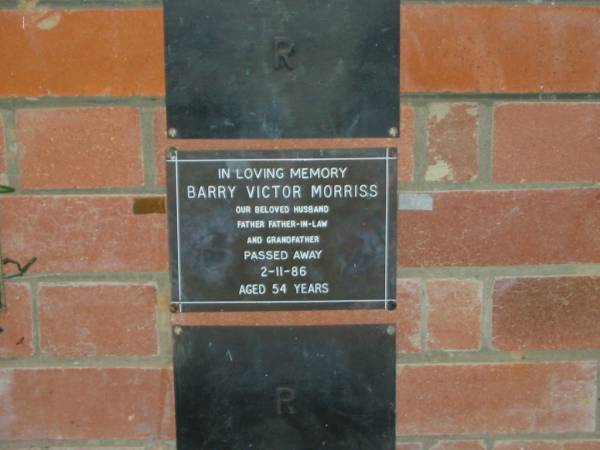 R
IN LOVING MEMORY
BARRY VICTOR MORRISS
OUR BELOVED HUSBAND
FATHER FATHER-IN-LAW
AND GRANDFATHER
PASSED AWAY
2-11-86
AGED 54 YEARS
R